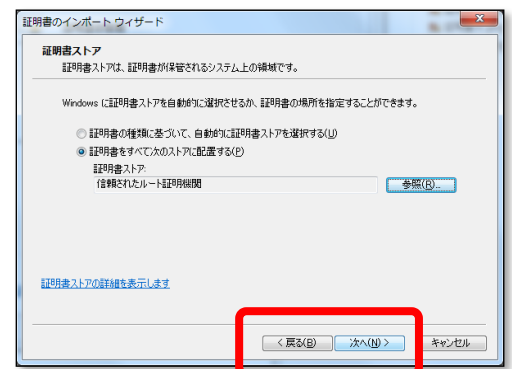 証明書のインポート ウィザード
証明書ストア
証明書ストアは、証明書が保管されるシステム上の領域です。
Windows に証明書ストアを自動的に選択させるか、証明書の場所を指定することができます。
証明書の種類に基づいて、自動的に証明書ストアを選択する(U)
証明書をすべて次のストアに配置する(P)
証明書ストア:
信頼されたルート証明機関
参照(R)...
証明書ストアの詳細を表示します
< 戻る(B)
次へ(N) >
キャンセル